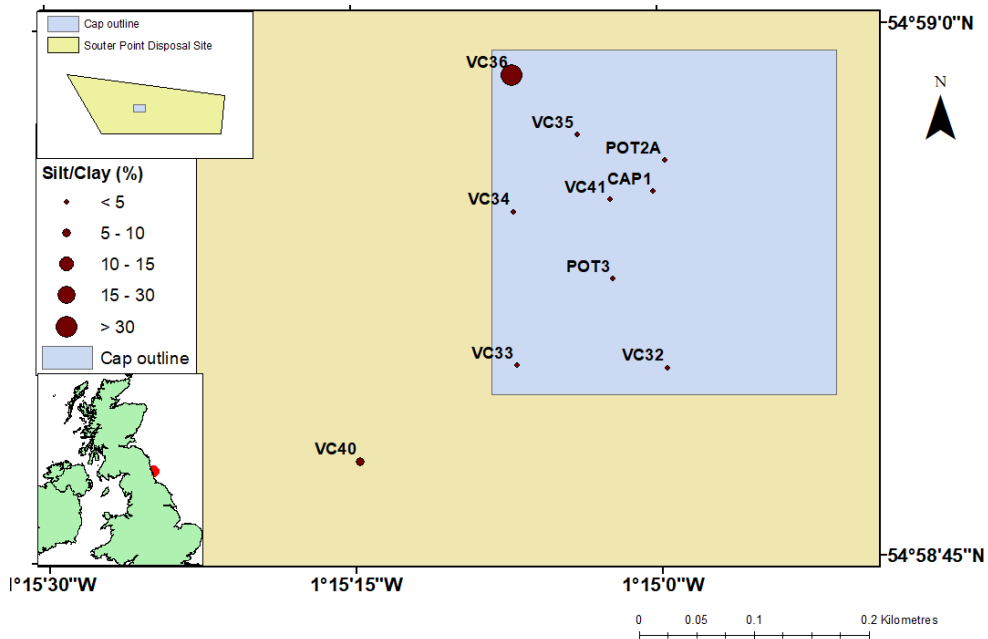 Cap outline
Souter Point Disposal Site
54°59'0"N
N
VC36
VC35
POT2A
CAP1
VC41
VC34
Silt/Clay (%)
< 5
5 - 10
10 - 15
15 - 30
> 30
Cap outline
POT3
VC33
VC32
VC40
54°58'45"N
1°15'30"W
1°15'15"W
1°15'0"W
0 0.05 0.1 0.2 Kilometres